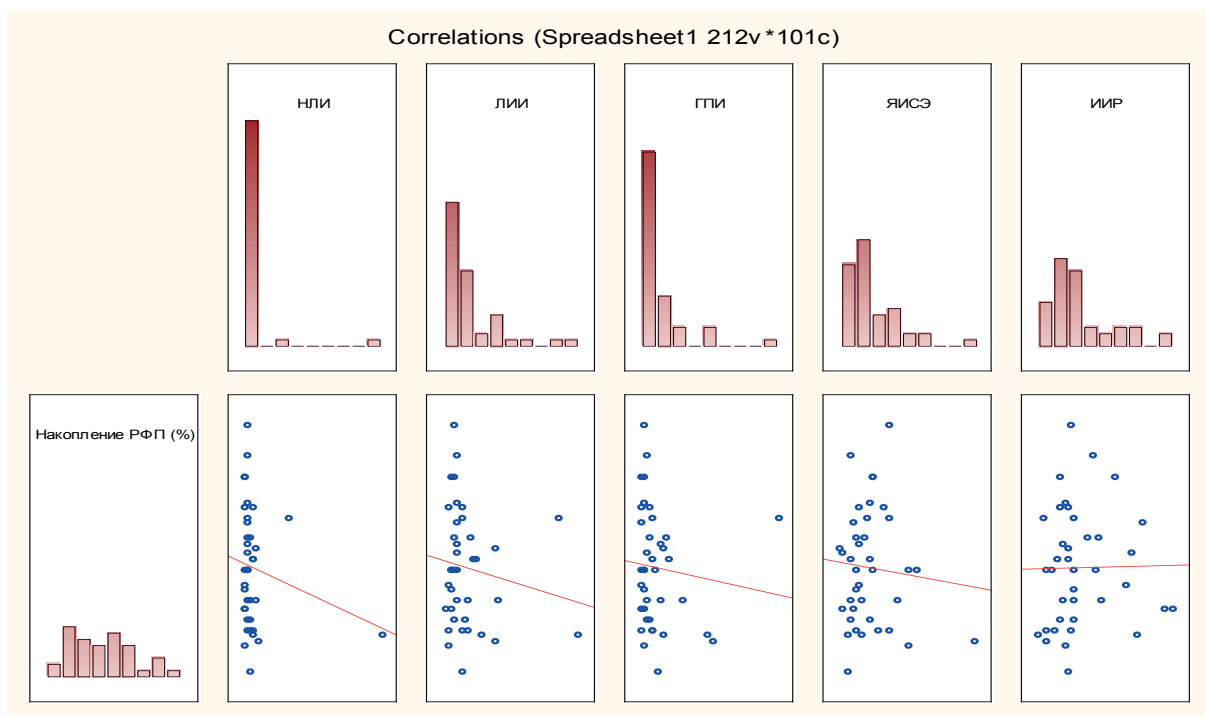 Correlations (Spreadsheet1 212v*101c)
НЛИ
ЛИИ
ГПИ
ЯИСЭ
ИИР
Накопление РФП (%)